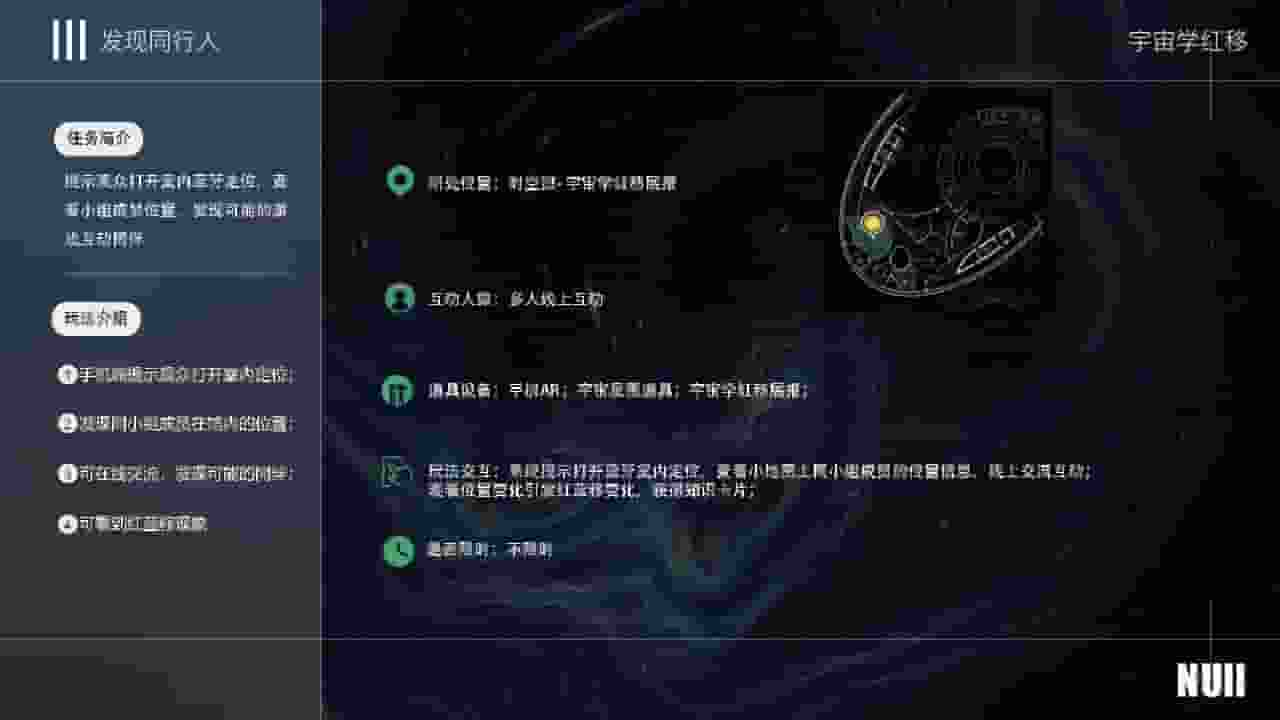 发现同行人
宇宙学红移
任务简介
提示观众打开室内蓝牙定位，查
看小组成员位置，发现可能的游
戏互动同伴
玩法介绍
1 手机端提示观众打开室内定位；
2 发现同小组成员在馆内的位置；
3 可在线交流，发现可能的同伴；
4 可看到红蓝移现象
所处位置：时空区-宇宙学红移展项
互动人数：多人线上互动
道具设备：手机AR；宇宙 道具；宇宙学红移展项；
玩法交互：系统提示打开蓝牙室内定位，查看小地图上同小组成员的位置信息，线上交流互动；
观看位置变化引起红蓝移变化，获得知识卡片；
限时：不限时
NUII